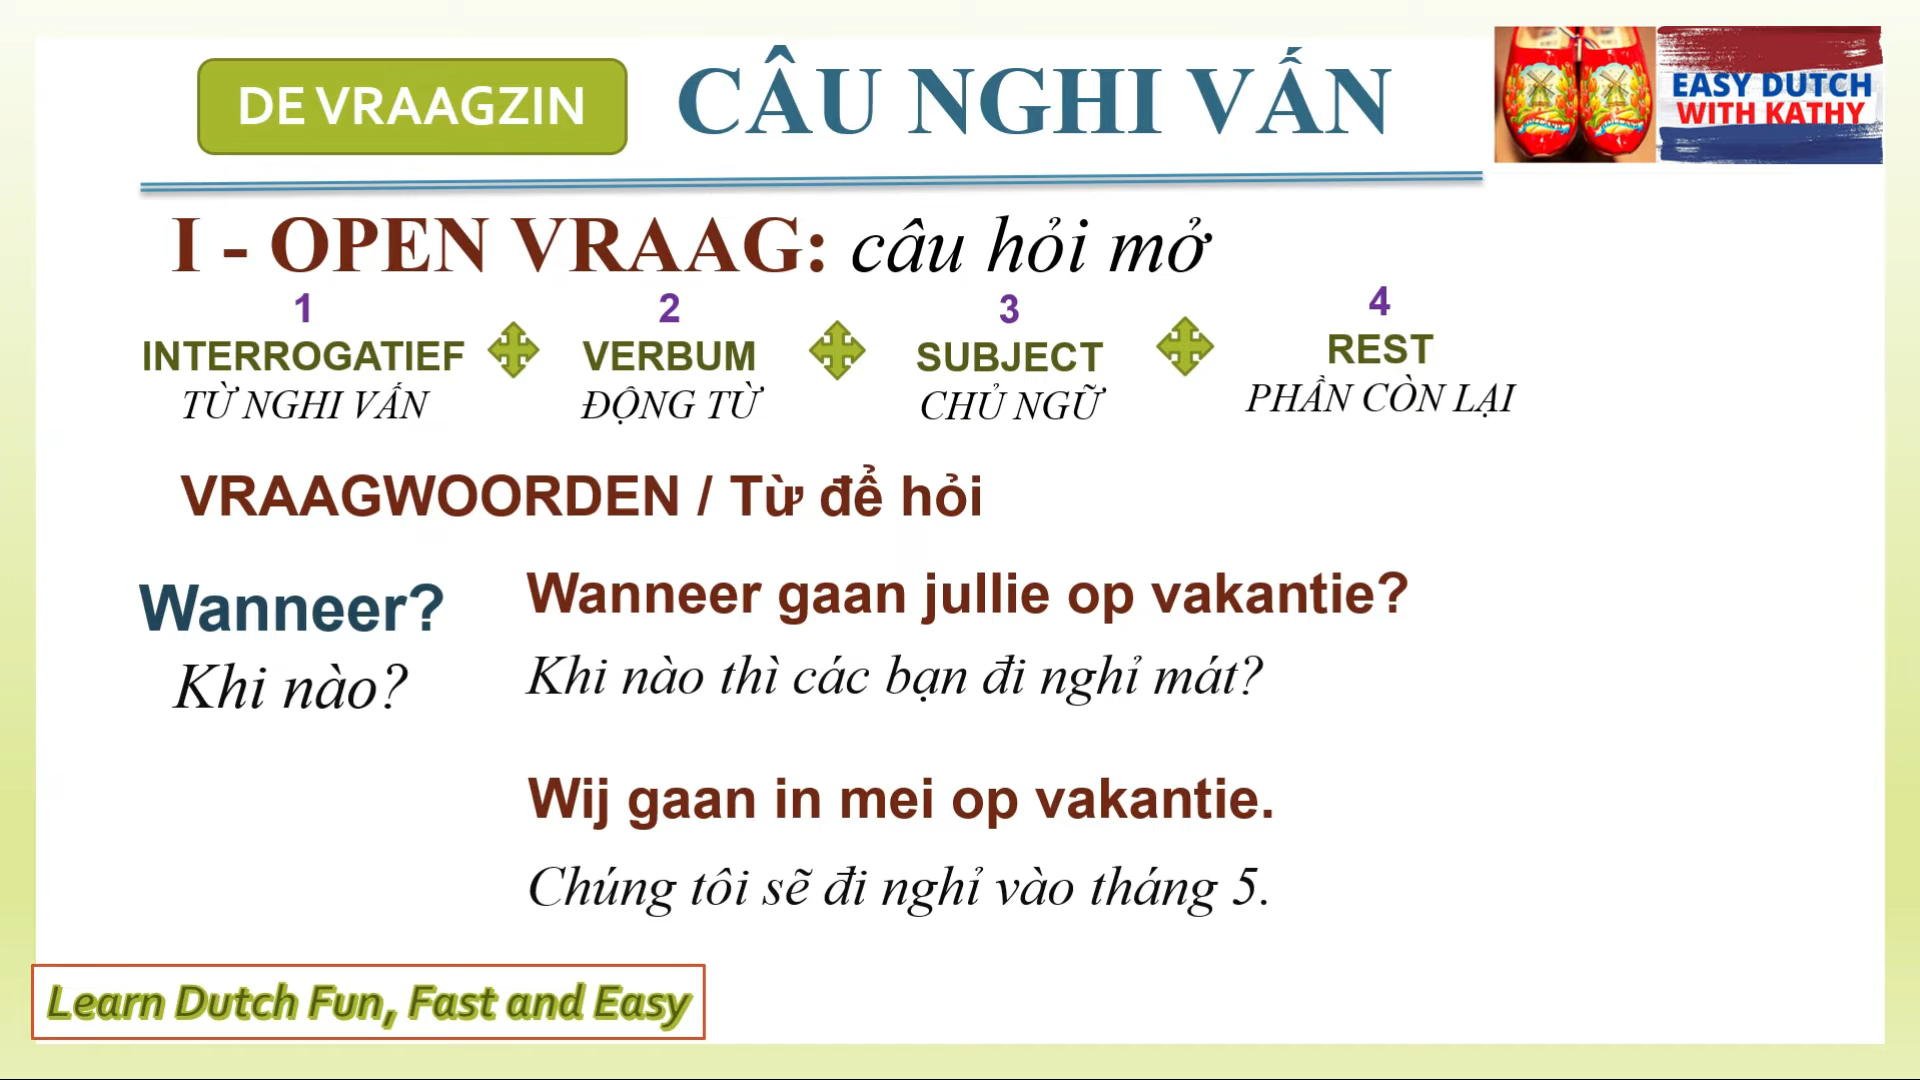 DE VRAAGZIN
CÂU NGHI VẤN
EASY DUTCH
WITH KATHY
I - OPEN VRAAG: câu hỏi mở
1 2 3 4
INTERROGATIEF VERBUM SUBJECT REST
TỪ NGHI VẤN ĐỘNG TỪ CHỦ NGỮ PHẦN CÒN LẠI
VRAAGWOORDEN / Từ để hỏi
Wanneer?
Khi nào?
Wanneer gaan jullie op vakantie?
Khi nào thì các bạn đi nghỉ mát?
Wij gaan in mei op vakantie.
Chúng tôi sẽ đi nghỉ vào tháng 5.
Learn Dutch Fun, Fast and Easy